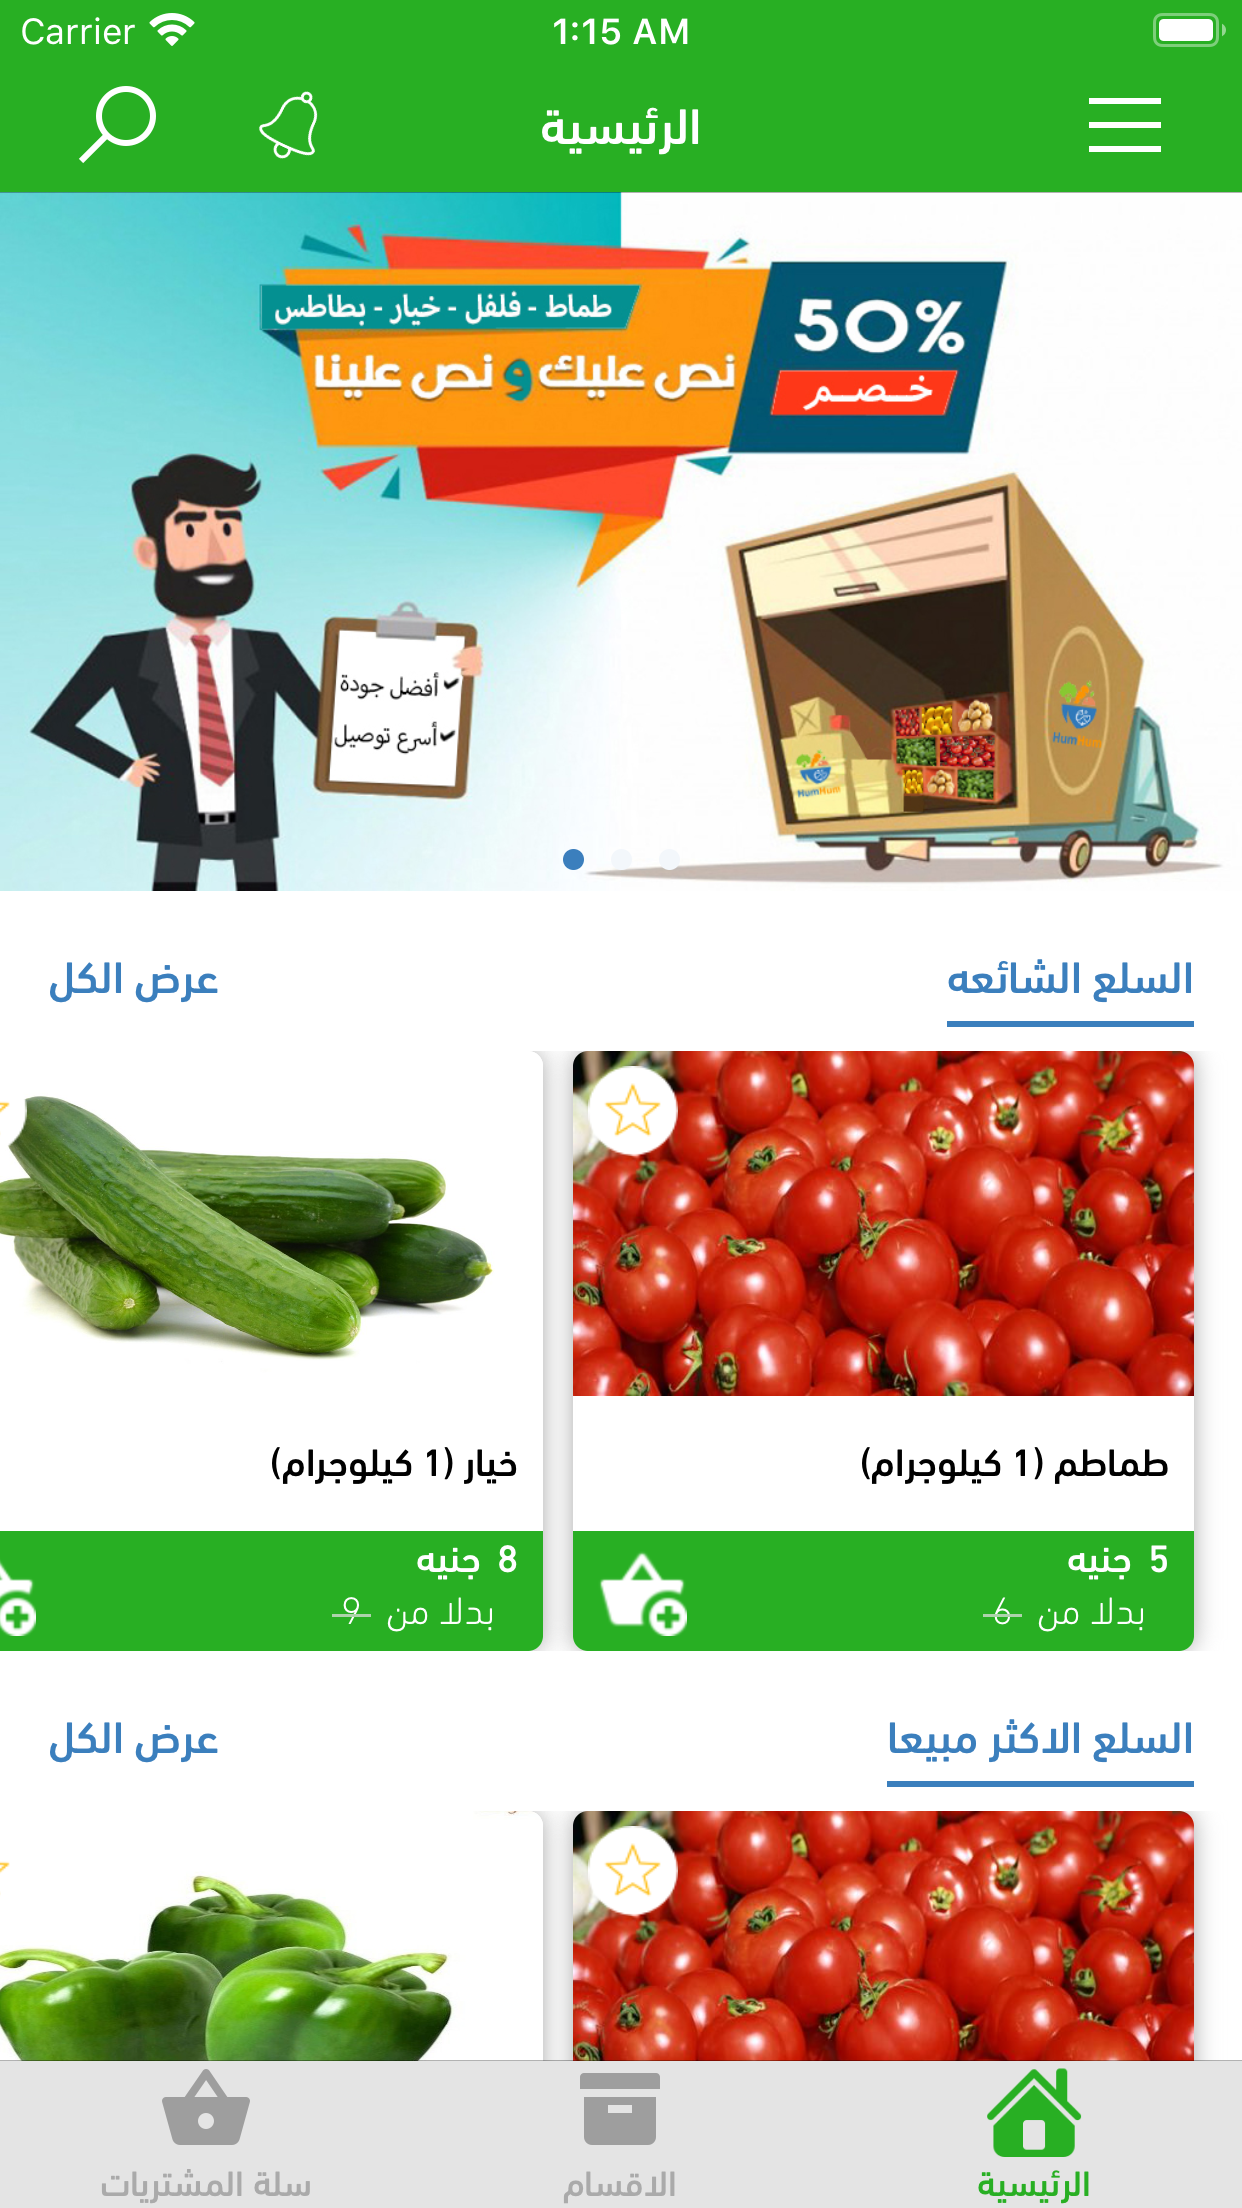 Carrier 1:15 AM
الرئيسية
طماط - فلفل - خيار - بطاطس
نص عليك و نص علينا
50%
خصم
✔أفضل جودة
✔أسرع توصيل
HumHum
HumHum
السلع الشائعه
عرض الكل
طماطم (1 كيلوجرام)
5 جنيه
بدلا من 6
خيار (1 كيلوجرام)
8 جنيه
بدلا من 9
السلع الاكثر مبيعا
عرض الكل
الرئيسية
الاقسام
سلة المشتريات